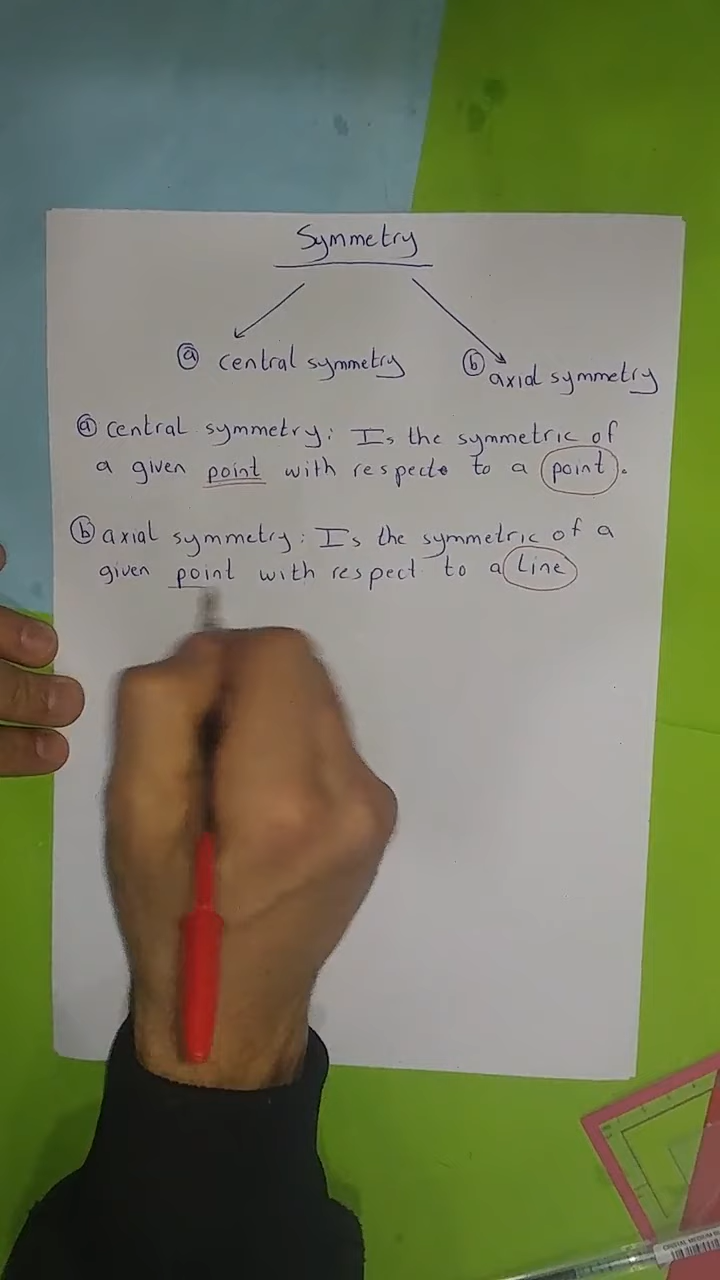 Symmetry
ⓐ central symmetry
ⓑ axial symmetry
ⓐ central symmetry: Is the symmetric of
a given point with respect to a point.
ⓑ axial symmetry: Is the symmetric of a
given point with respect to a Line